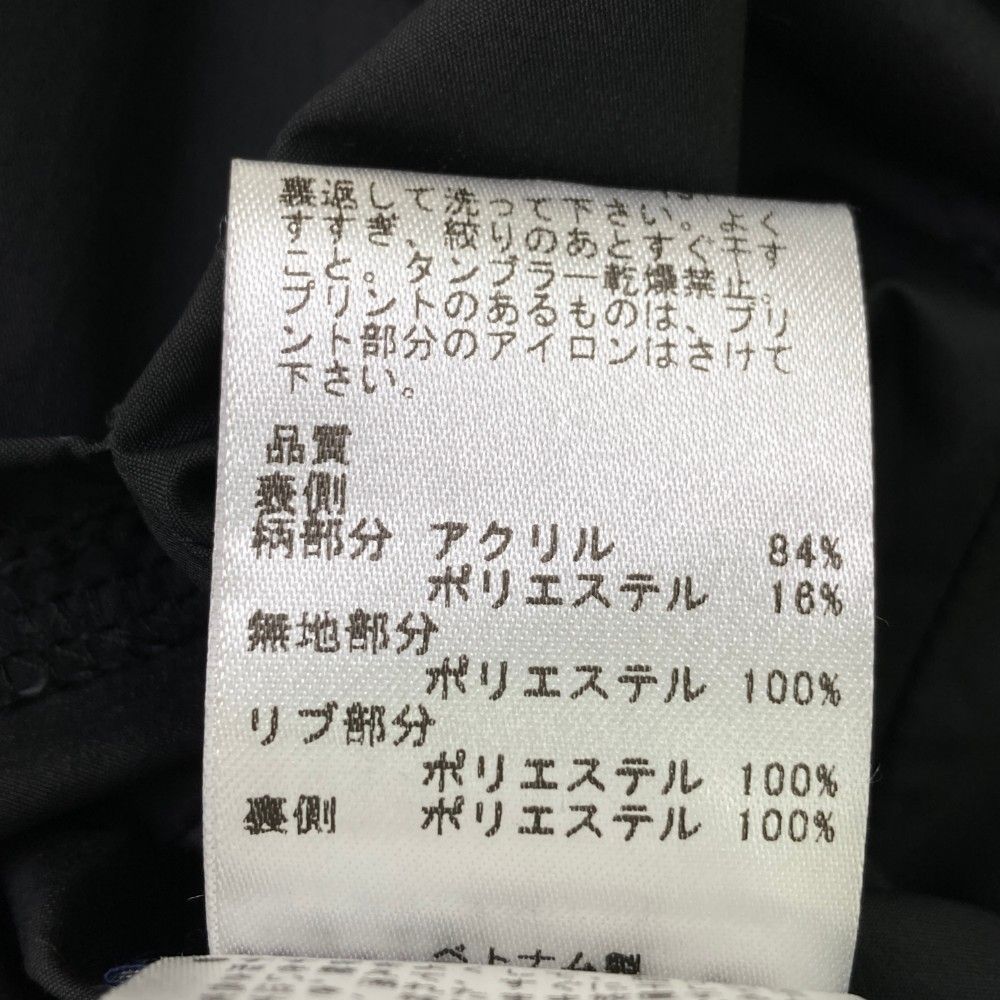 裏返して洗って下さい。よく
すすぎ、絞りのあとすぐ干す
こと。タンブラー乾燥禁止。
プリントのあるものは、プリ
ント部分のアイロンはさけて
下さい。
品質
表側
柄部分 アクリル 84%
ポリエステル 16%
無地部分
ポリエステル 100%
リブ部分
ポリエステル 100%
裏側 ポリエステル 100%
ベトナム製